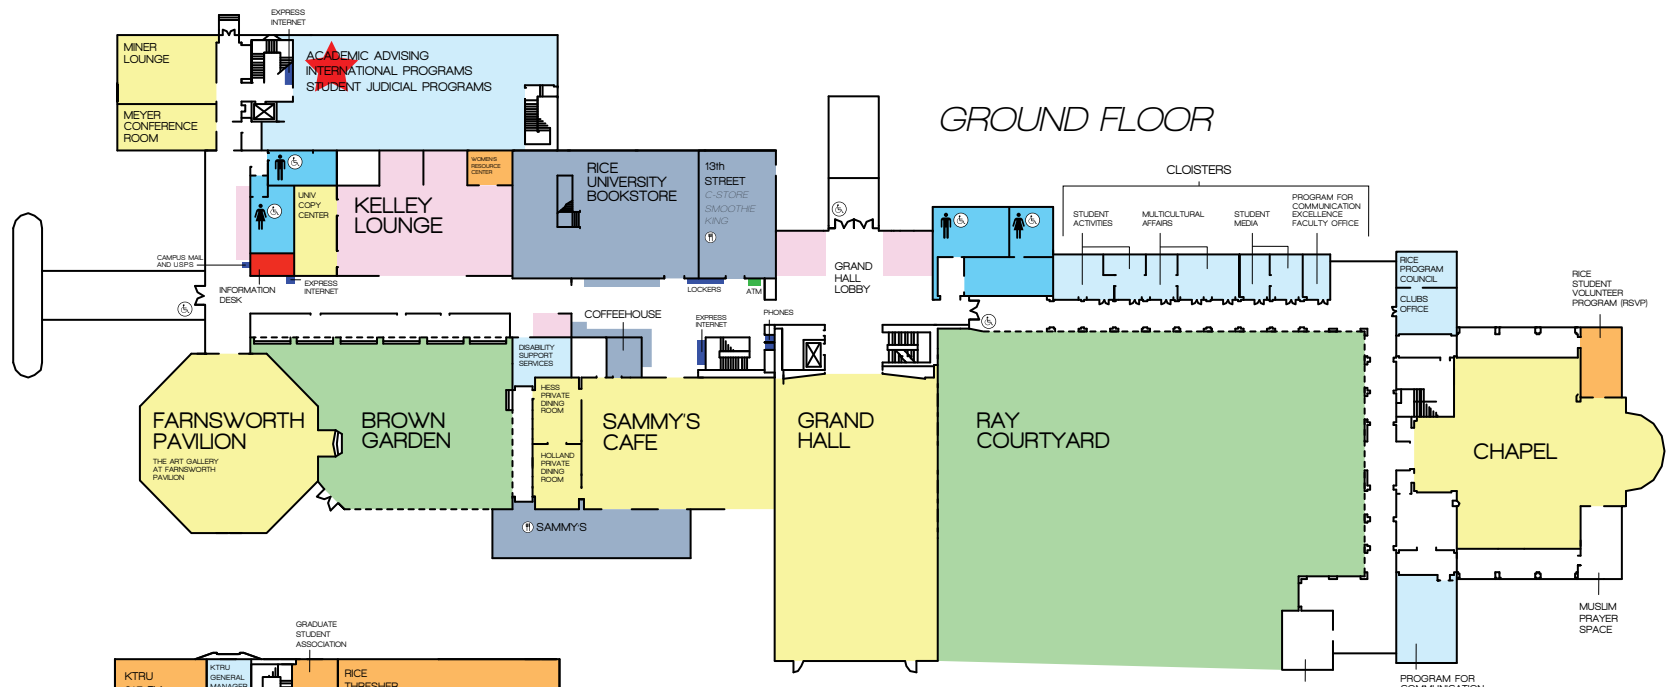 EXPRESS
INTERNET
MINER
LOUNGE
ACADEMIC ADVISING
INTERNATIONAL PROGRAMS
STUDENT JUDICIAL PROGRAMS
MEYER
CONFERENCE
ROOM
GROUND FLOOR
CLOISTERS
WOMEN'S
RESOURCE
CENTER
RICE
UNIVERSITY
BOOKSTORE
13th
STREET
C-STORE
SMOOTHIE
KING
UNIV
COPY
CENTER
KELLEY
LOUNGE
STUDENT
ACTIVITIES
MULTICULTURAL
AFFAIRS
STUDENT
MEDIA
PROGRAM FOR
COMMUNICATION
EXCELLENCE
FACULTY OFFICE
CAMPUS MAIL
AND USPS
INFORMATION
DESK
EXPRESS
INTERNET
LOCKERS
ATM
GRAND
HALL
LOBBY
RICE
PROGRAM
COUNCIL
CLUBS
OFFICE
RICE
STUDENT
VOLUNTEER
PROGRAM (RSVP)
COFFEEHOUSE
EXPRESS
INTERNET
PHONES
DISABILITY
SUPPORT
SERVICES
FARNSWORTH
PAVILION
THE ART GALLERY
AT FARNSWORTH
PAVILION
BROWN
GARDEN
HESS
PRIVATE
DINING
ROOM
HOLLAND
PRIVATE
DINING
ROOM
SAMMY'S
CAFE
GRAND
HALL
RAY
COURTYARD
CHAPEL
SAMMY'S
MUSLIM
PRAYER
SPACE
GRADUATE
STUDENT
ASSOCIATION
KTRU
KTRU
GENERAL
MANAGER
RICE
THRESHER
PROGRAM FOR
COMMUNICATION